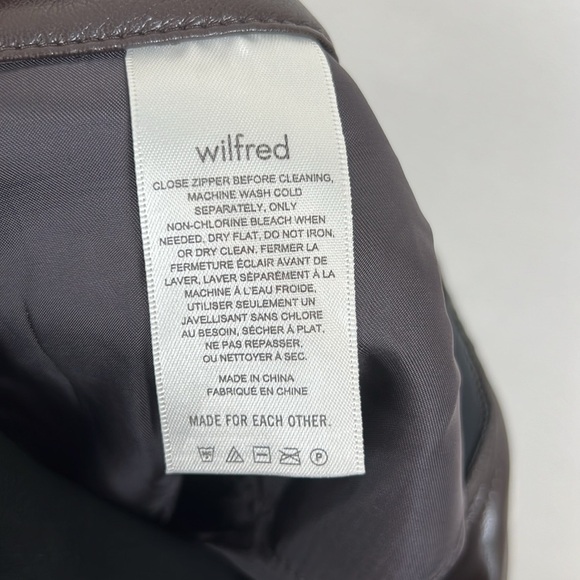 wilfred
CLOSE ZIPPER BEFORE CLEANING,
MACHINE WASH COLD
SEPARATELY, ONLY
NON-CHLORINE BLEACH WHEN
NEEDED, DRY FLAT, DO NOT IRON,
OR DRY CLEAN. FERMER LA
FERMETURE ÉCLAIR AVANT DE
LAVER, LAVER SÉPARÉMENT À LA
MACHINE À L'EAU FROIDE,
UTILISER SEULEMENT UN
JAVELLISANT SANS CHLORE
AU BESOIN, SÉCHER À PLAT,
NE PAS REPASSER,
OU NETTOYER À SEC.
MADE IN CHINA
FABRIQUÉ EN CHINE
MADE FOR EACH OTHER.
P